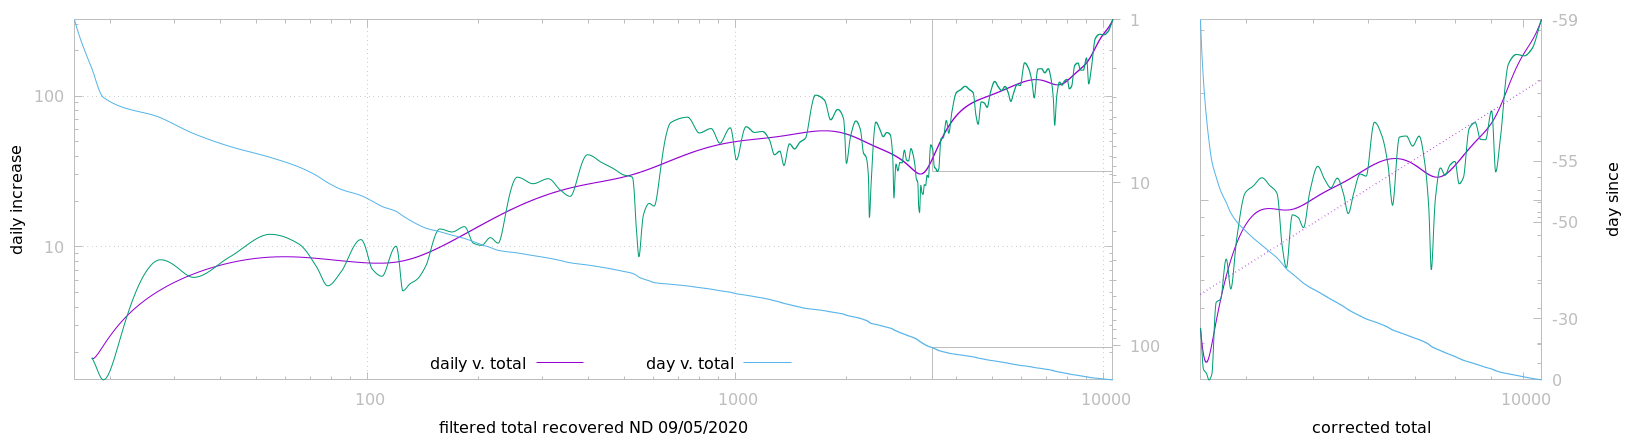 daily increase
100
10
daily v. total
day v. total
100
1000
10000
filtered total recovered ND 09/05/2020
1
10
100
10000
corrected total
-59
-55
-50
-30
0
day since